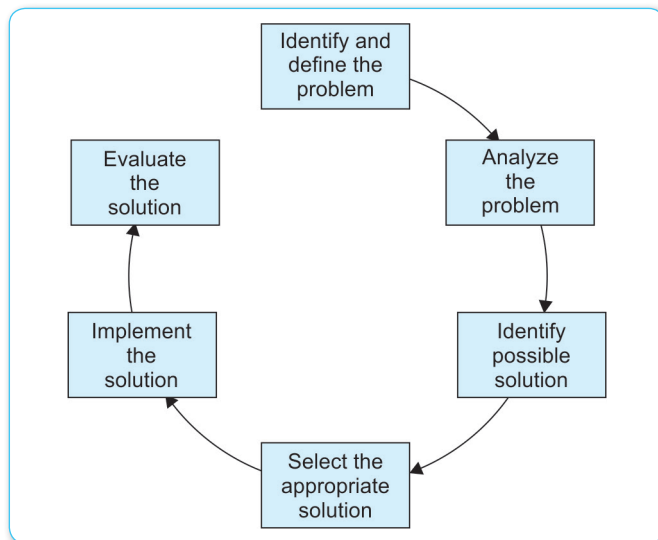 Identify and
define the
problem
Analyze
the
problem
Identify
possible
solution
Select the
appropriate
solution
Implement
the
solution
Evaluate
the
solution